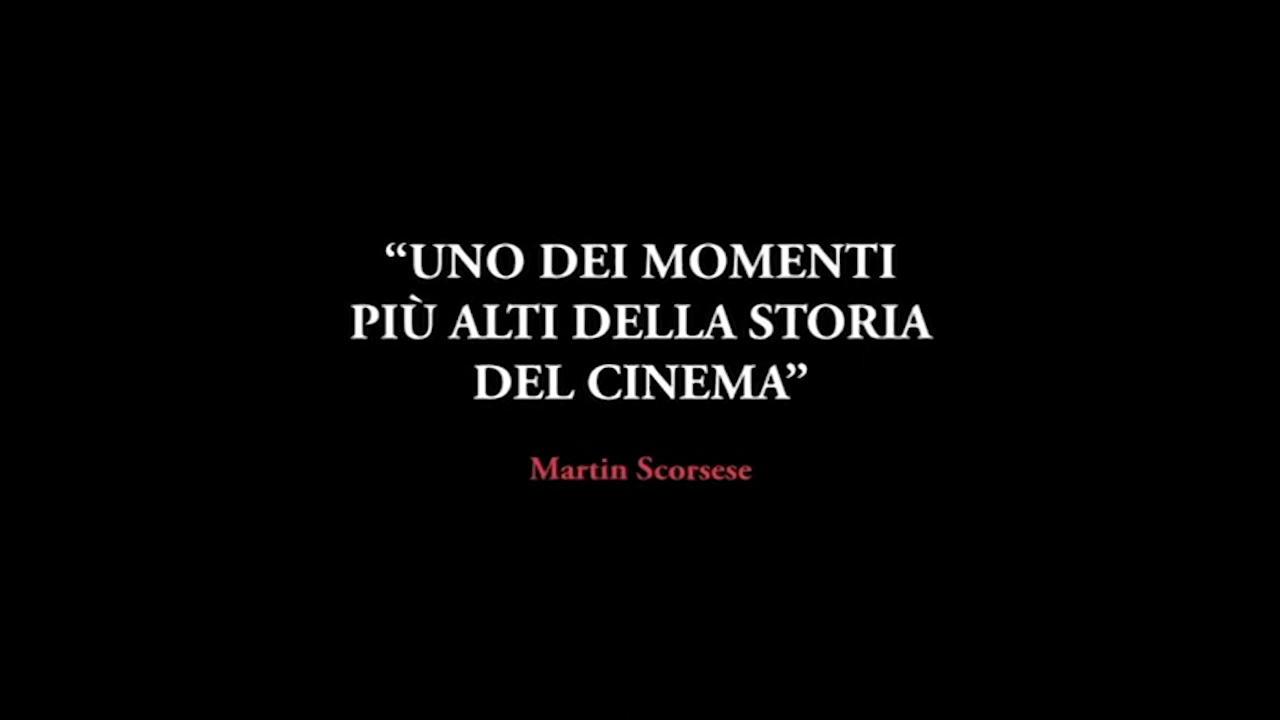 “UNO DEI MOMENTI
PIÙ ALTI DELLA STORIA
DEL CINEMA”
Martin Scorsese